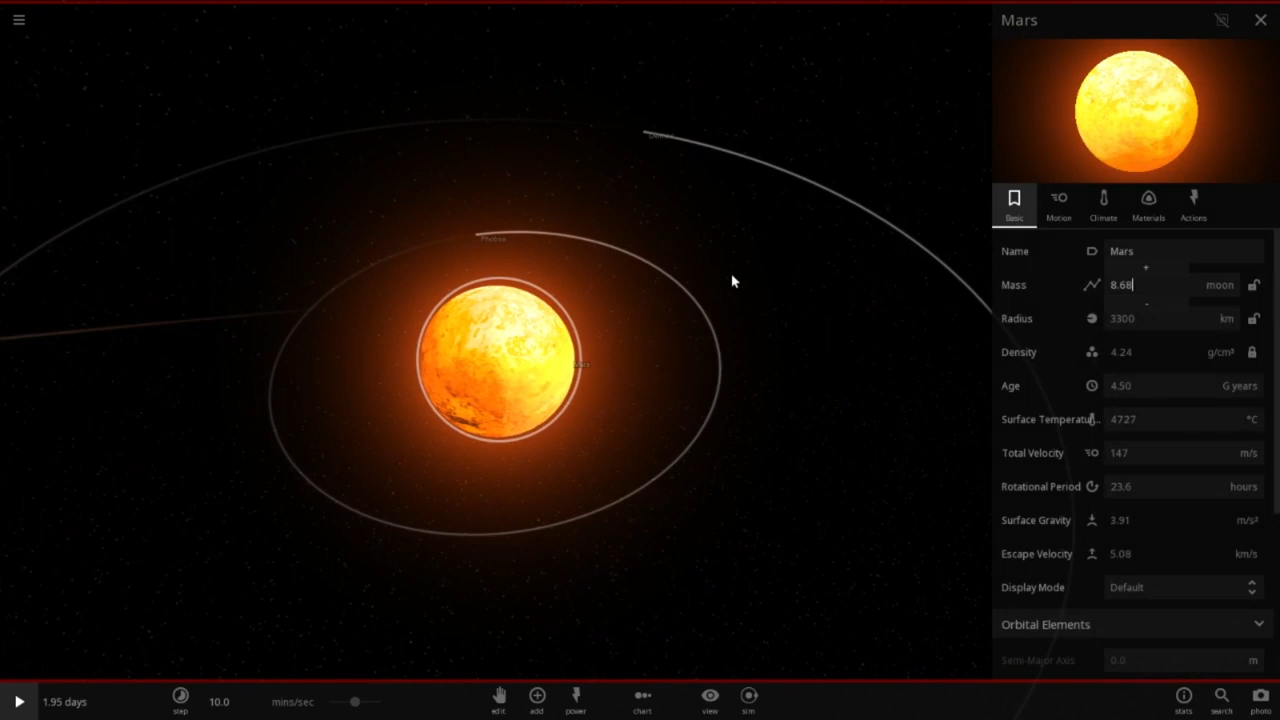 Mars
Deimos
Phobos
Mars
Basic
Motion
Climate
Materials
Actions
Name Mars
+
Mass 8.68 moon
-
Radius 3300 km
Density 4.24 g/cm³
Age 4.50 G years
Surface Temperatu... 4727 °C
Total Velocity 147 m/s
Rotational Period 23.6 hours
Surface Gravity 3.91 m/s²
Escape Velocity 5.08 km/s
Display Mode Default
Orbital Elements
Semi-Major Axis 0.0 m
1.95 days
step
10.0 mins/sec
edit
add
power
chart
view
sim
stats
search
photo